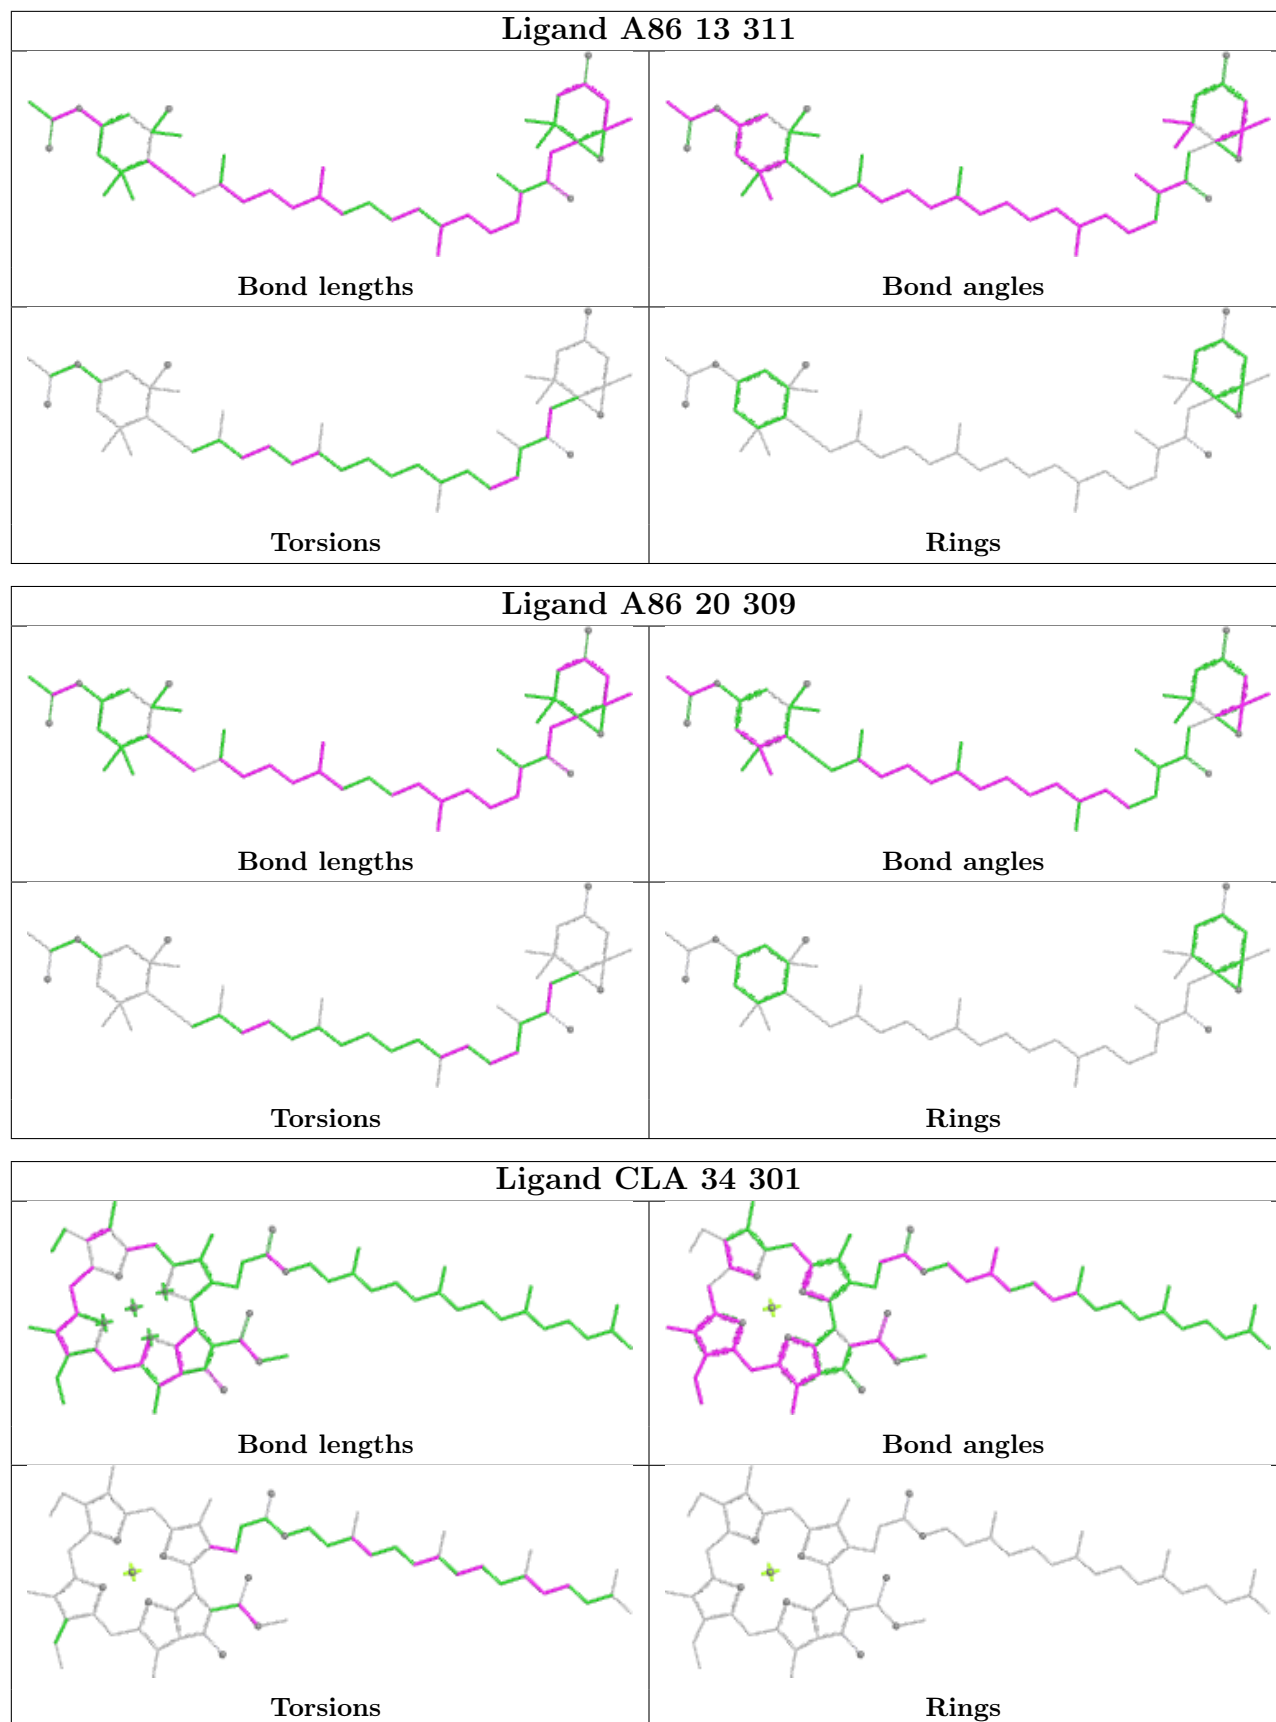 Ligand A86 13 311
Bond lengths
Bond angles
Torsions
Rings
Ligand A86 20 309
Bond lengths
Bond angles
Torsions
Rings
Ligand CLA 34 301
Bond lengths
Bond angles
Torsions
Rings